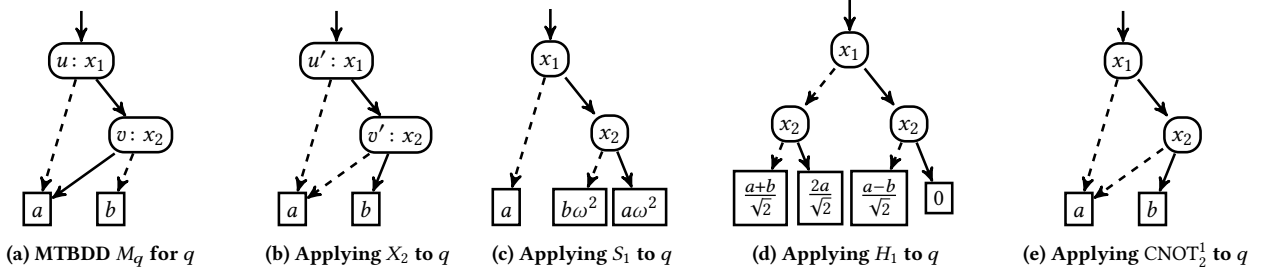 u: x₁
v: x₂
a b
(a) MTBDD M_q for q
u′: x₁
v′: x₂
a b
(b) Applying X₂ to q
x₁
x₂
a bω² aω²
(c) Applying S₁ to q
x₁
x₂ x₂
a+b/√2 2a/√2 a−b/√2 0
(d) Applying H₁ to q
x₁
x₂
a b
(e) Applying CNOT¹₂ to q